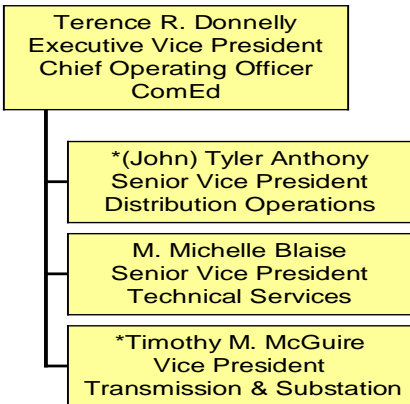 Terence R. Donnelly
Executive Vice President
Chief Operating Officer
ComEd
*(John) Tyler Anthony
Senior Vice President
Distribution Operations
M. Michelle Blaise
Senior Vice President
Technical Services
*Timothy M. McGuire
Vice President
Transmission & Substation